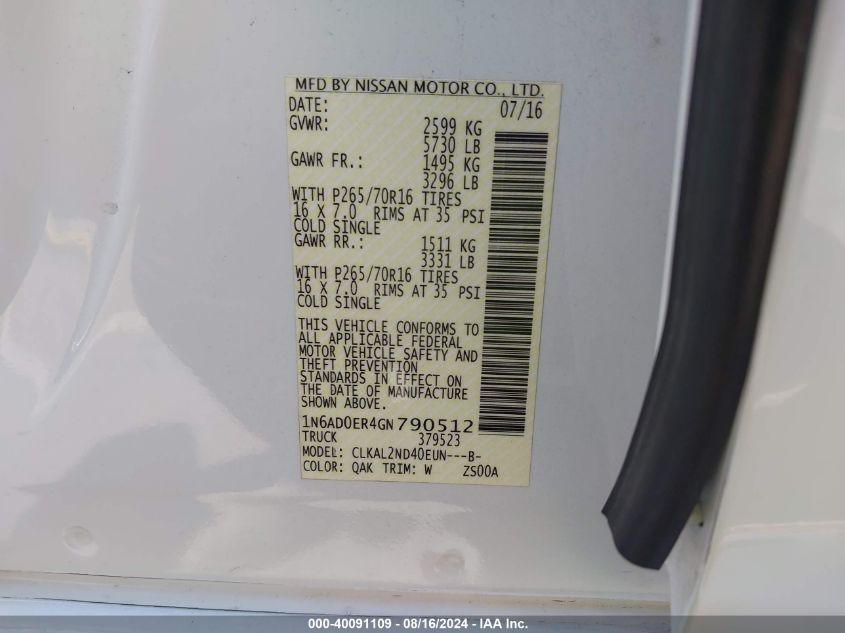 MFD BY NISSAN MOTOR CO., LTD.
DATE: 07/16
GVWR: 2599 KG
5730 LB
GAWR FR.: 1495 KG
3296 LB
WITH P265/70R16 TIRES
16 X 7.0 RIMS AT 35 PSI
COLD SINGLE
GAWR RR.: 1511 KG
3331 LB
WITH P265/70R16 TIRES
16 X 7.0 RIMS AT 35 PSI
COLD SINGLE
THIS VEHICLE CONFORMS TO
ALL APPLICABLE FEDERAL
MOTOR VEHICLE SAFETY AND
THEFT PREVENTION
STANDARDS IN EFFECT ON
THE DATE OF MANUFACTURE
SHOWN ABOVE.
1N6AD0ER4GN790512
TRUCK 379523
MODEL: CLKAL2ND40EUN---B-
COLOR: QAK TRIM: W ZS00A
000-40091109 - 08/16/2024 - IAA Inc.